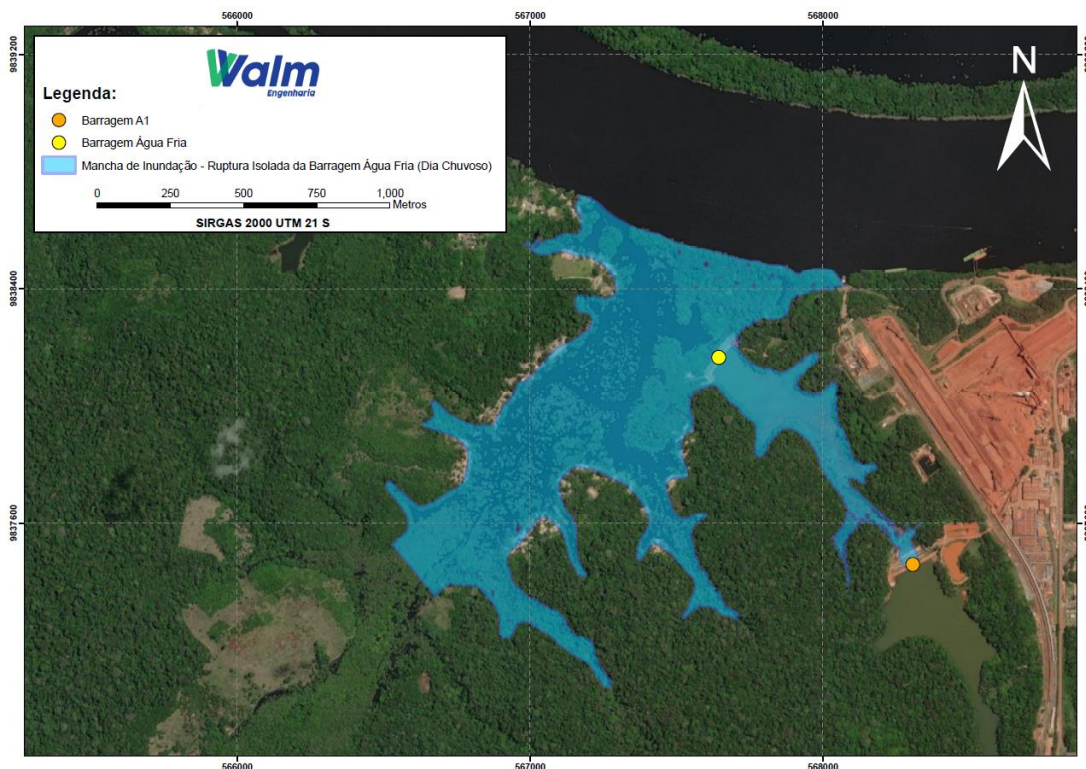 566000
567000
568000
9839200
Walm
Engenharia
Legenda:
Barragem A1
Barragem Água Fria
Mancha de Inundação - Ruptura Isolada da Barragem Água Fria (Dia Chuvoso)
0 250 500 750 1,000
Metros
SIRGAS 2000 UTM 21 S
N
9838400
9837600
566000
567000
568000